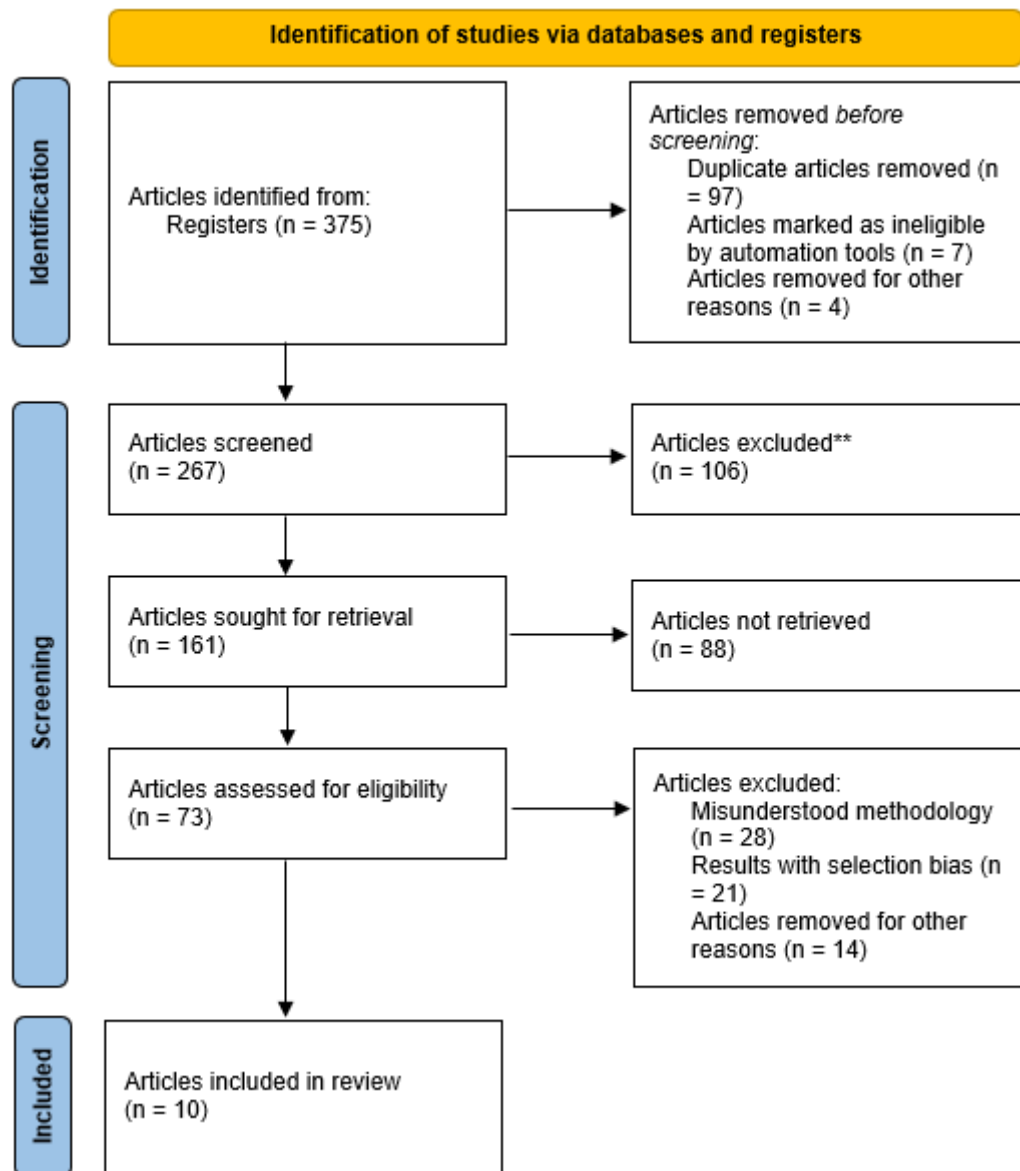 Identification of studies via databases and registers
Identification
Articles identified from:
Registers (n = 375)
Articles removed before
screening:
Duplicate articles removed (n
= 97)
Articles marked as ineligible
by automation tools (n = 7)
Articles removed for other
reasons (n = 4)
Screening
Articles screened
(n = 267)
Articles excluded**
(n = 106)
Articles sought for retrieval
(n = 161)
Articles not retrieved
(n = 88)
Articles assessed for eligibility
(n = 73)
Articles excluded:
Misunderstood methodology
(n = 28)
Results with selection bias (n
= 21)
Articles removed for other
reasons (n = 14)
Included
Articles included in review
(n = 10)